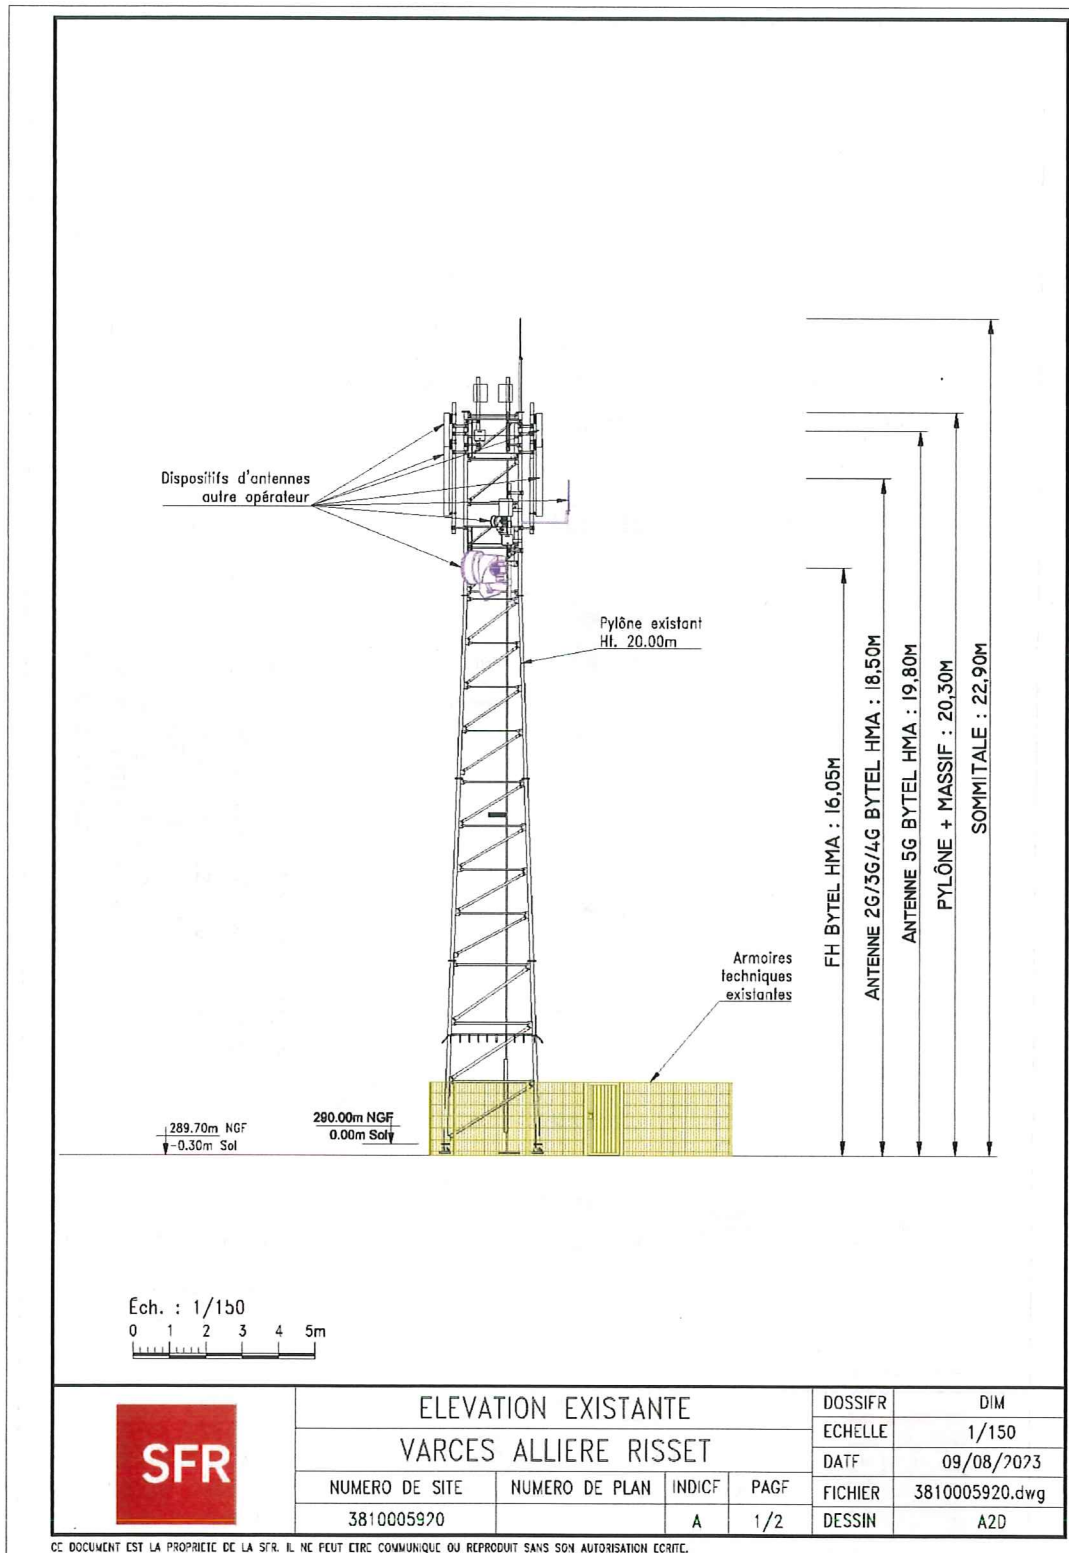 Dispositifs d'antennes
autre opérateur
Pylône existant
Ht. 20.00m
FH BYTEL HMA : 16,05M
ANTENNE 2G/3G/4G BYTEL HMA : 18,50M
ANTENNE 5G BYTEL HMA : 19,80M
PYLÔNE + MASSIF : 20,30M
SOMMITALE : 22,90M
Armoires
techniques
existantes
289.70m NGF
-0.30m Sol
290.00m NGF
0.00m Sol
Éch. : 1/150
0 1 2 3 4 5m
SFR
ELEVATION EXISTANTE
VARCES ALLIERE RISSET
NUMERO DE SITE
NUMERO DE PLAN
INDICE
PAGE
3810005920
A
1/2
DOSSIER
DIM
ECHELLE
1/150
DATE
09/08/2023
FICHIER
3810005920.dwg
DESSIN
A2D
CE DOCUMENT EST LA PROPRIETE DE LA SFR. IL NE PEUT ETRE COMMUNIQUE OU REPRODUIT SANS SON AUTORISATION ECRITE.